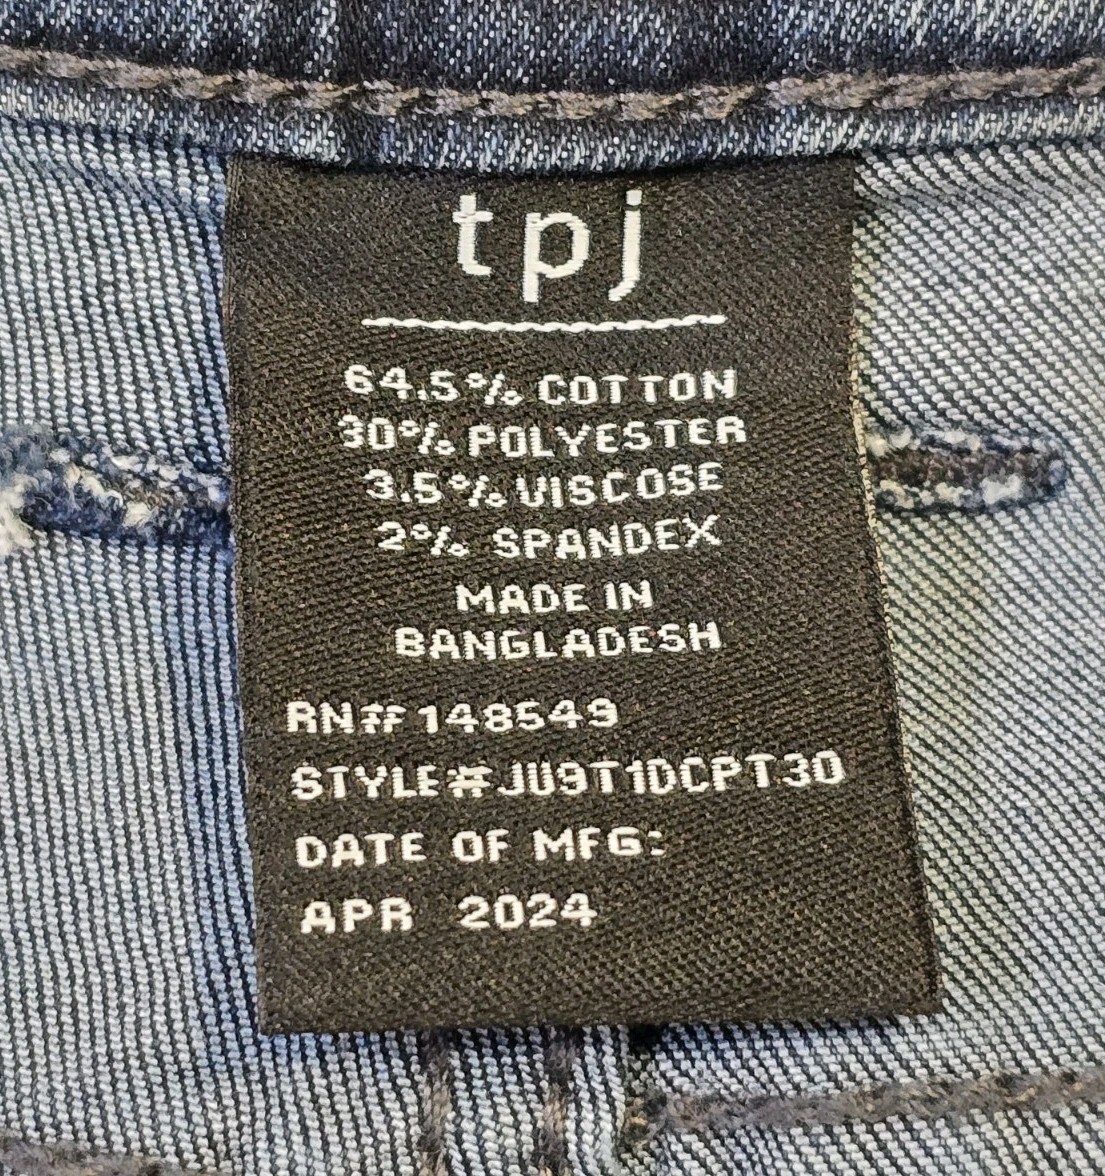 tpj
64.5% COTTON
30% POLYESTER
3.5% VISCOSE
2% SPANDEX
MADE IN
BANGLADESH
RN# 148549
STYLE# JU9T1DCPT30
DATE OF MFG:
APR 2024